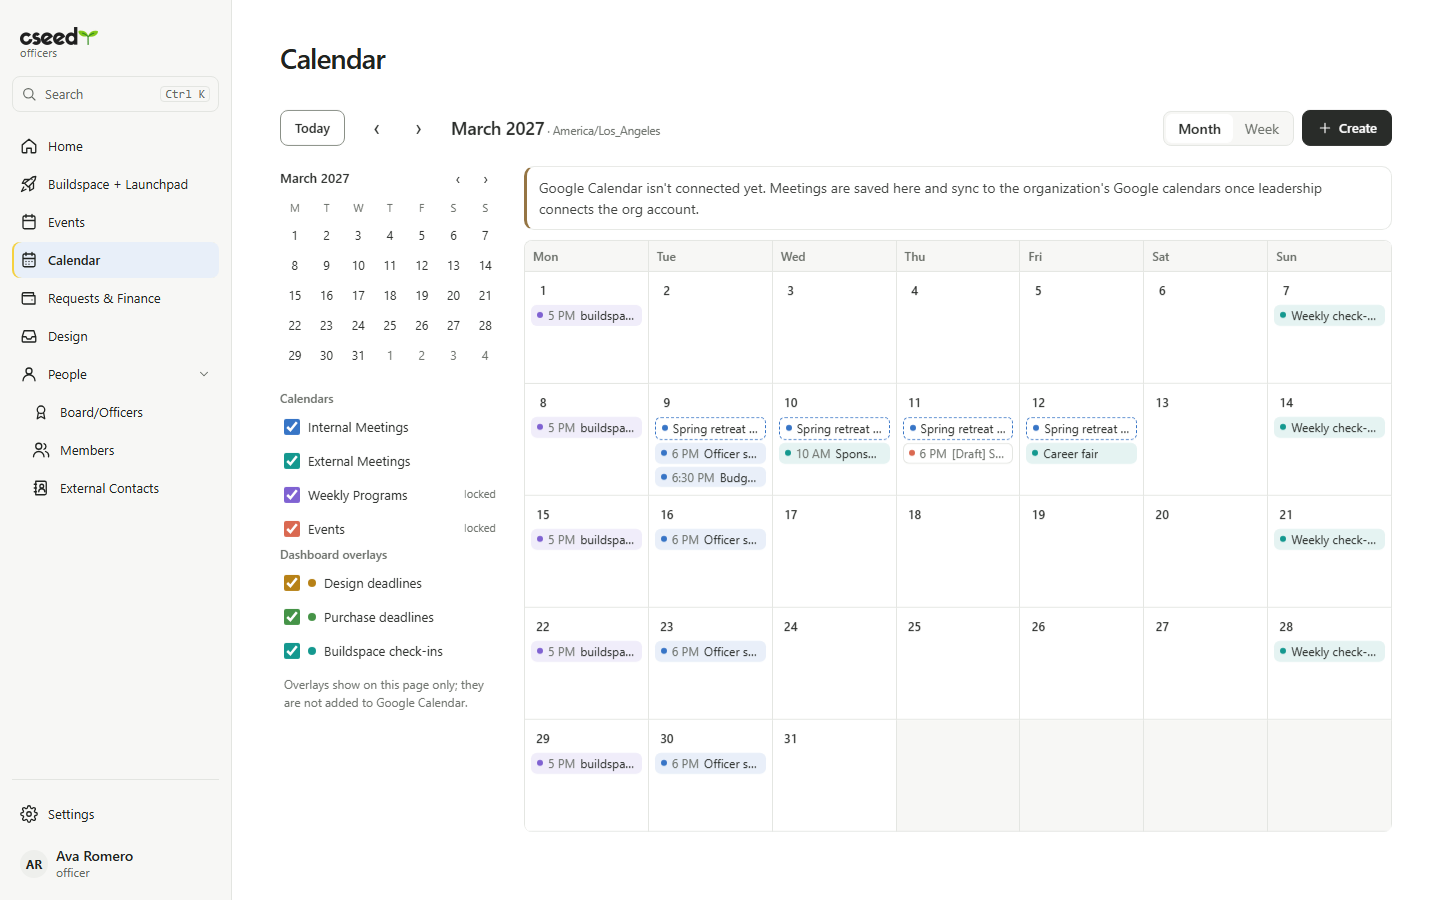 cseed
officers
Search
Ctrl K
Home
Buildspace + Launchpad
Events
Calendar
Requests & Finance
Design
People
Board/Officers
Members
External Contacts
Settings
AR
Ava Romero
officer
Calendar
Today
‹ ›
March 2027 · America/Los_Angeles
Month
Week
+ Create
March 2027
‹ ›
M T W T F S S
1 2 3 4 5 6 7
8 9 10 11 12 13 14
15 16 17 18 19 20 21
22 23 24 25 26 27 28
29 30 31 1 2 3 4
Calendars
Internal Meetings
External Meetings
Weekly Programs locked
Events locked
Dashboard overlays
Design deadlines
Purchase deadlines
Buildspace check-ins
Overlays show on this page only; they
are not added to Google Calendar.
Google Calendar isn't connected yet. Meetings are saved here and sync to the organization's Google calendars once leadership
connects the org account.
Mon Tue Wed Thu Fri Sat Sun
1 2 3 4 5 6 7
5 PM buildspa... Weekly check-...
8 9 10 11 12 13 14
5 PM buildspa... Spring retreat ... Spring retreat ... Spring retreat ... Spring retreat ... Weekly check-...
6 PM Officer s... 10 AM Spons... 6 PM [Draft] S... Career fair
6:30 PM Budg...
15 16 17 18 19 20 21
5 PM buildspa... 6 PM Officer s... Weekly check-...
22 23 24 25 26 27 28
5 PM buildspa... 6 PM Officer s... Weekly check-...
29 30 31
5 PM buildspa... 6 PM Officer s...